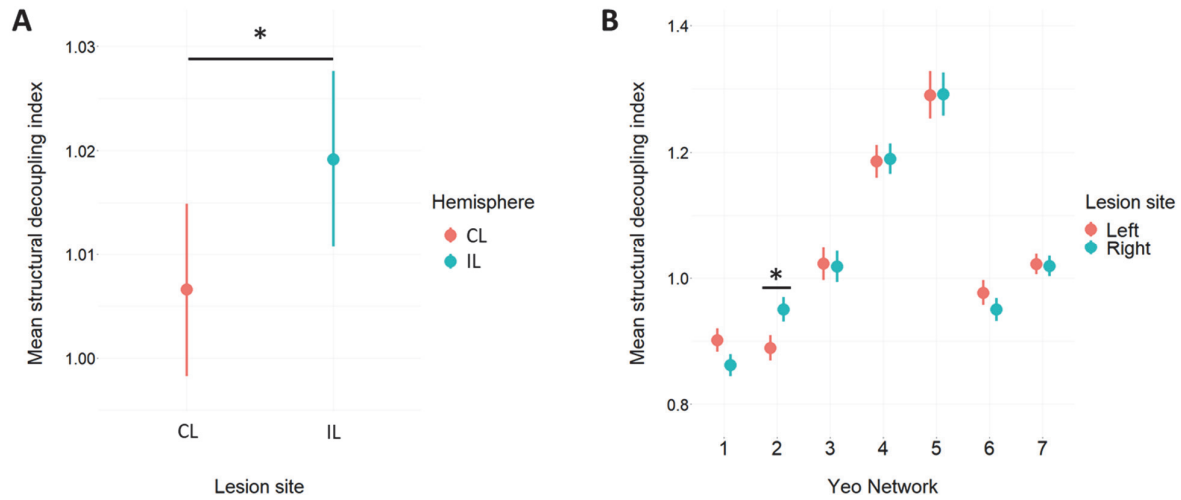 A
Mean structural decoupling index
1.03
1.02
1.01
1.00
*
CL
IL
Lesion site
Hemisphere
CL
IL
B
Mean structural decoupling index
1.4
1.2
1.0
0.8
*
1 2 3 4 5 6 7
Yeo Network
Lesion site
Left
Right